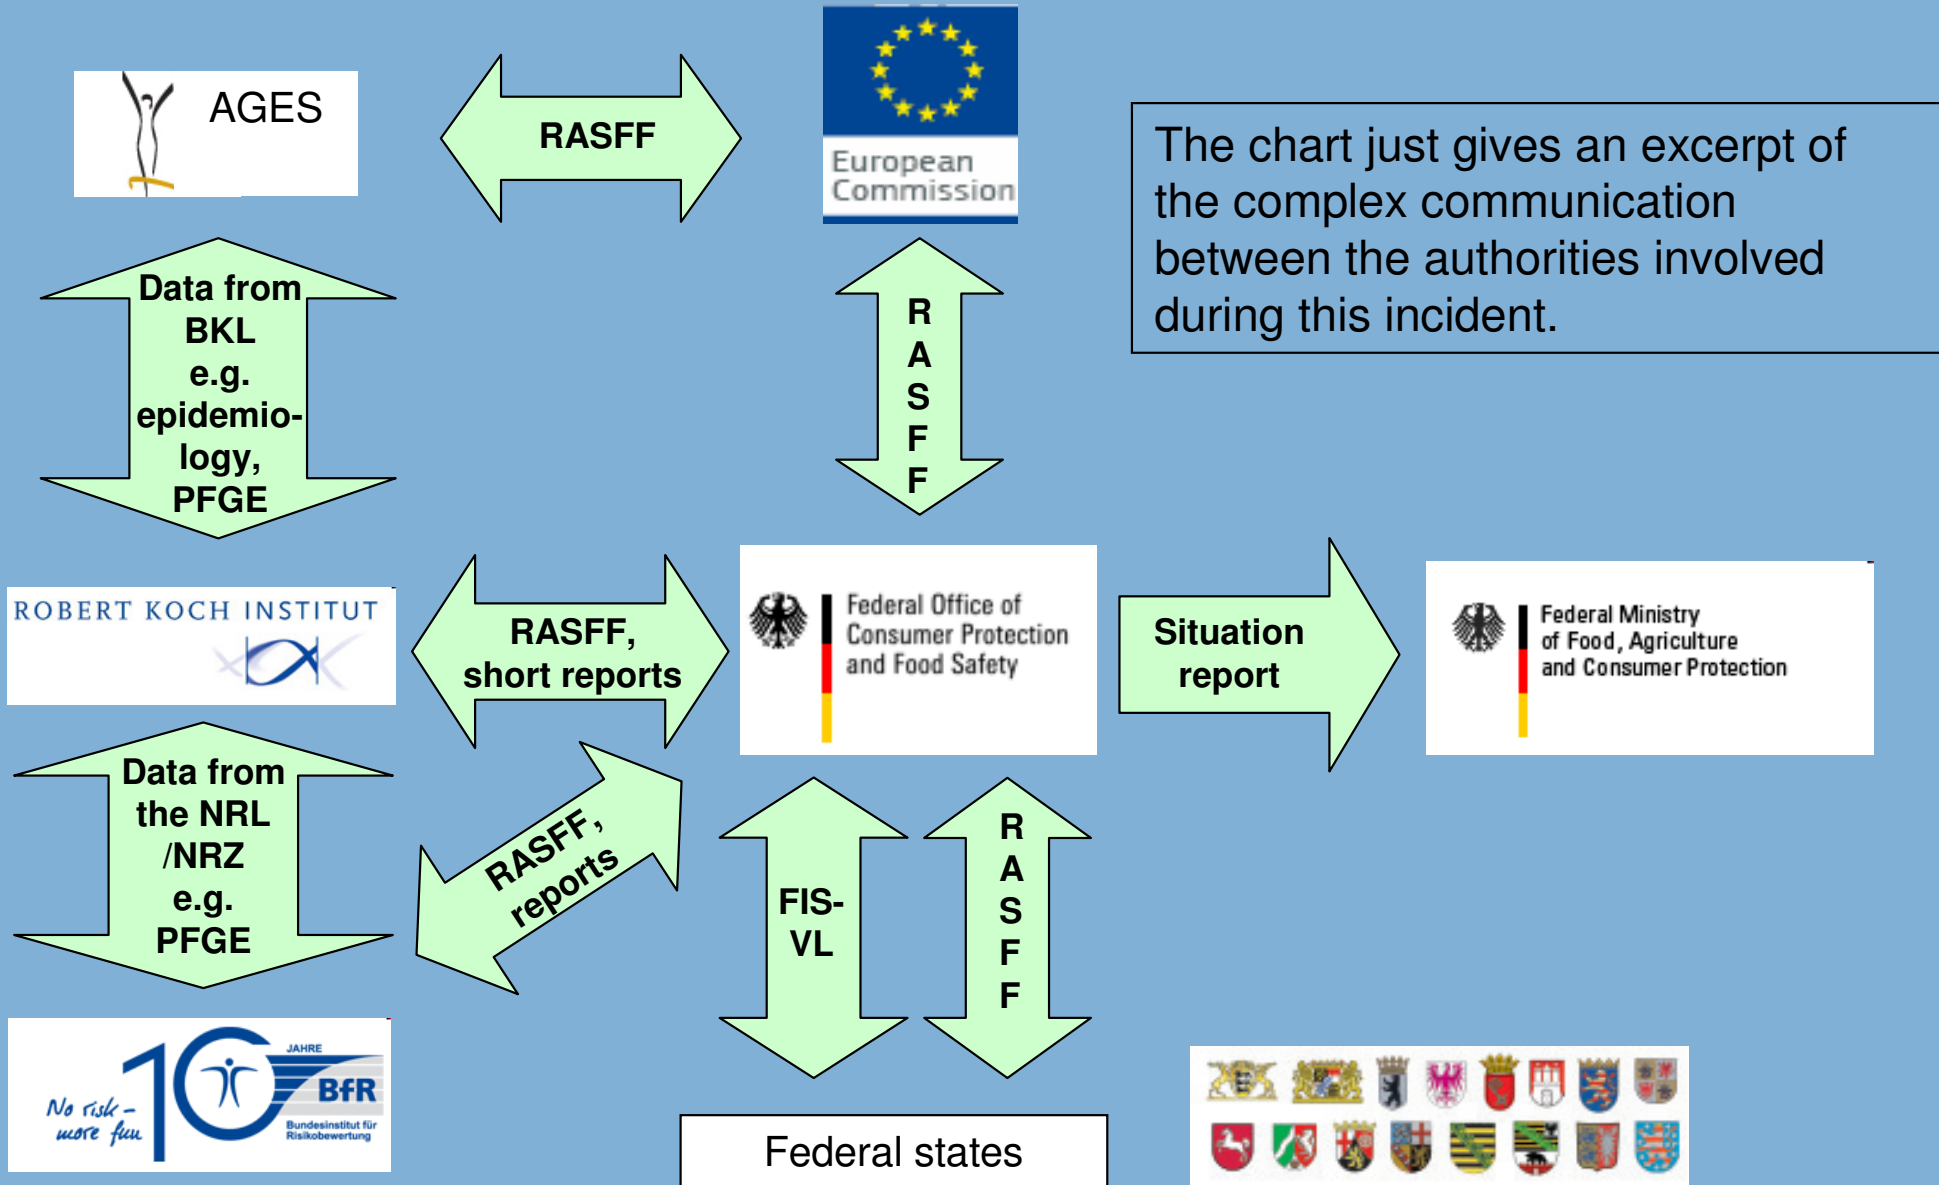 AGES
RASFF
European
Commission
The chart just gives an excerpt of
the complex communication
between the authorities involved
during this incident.
Data from
BKL
e.g.
epidemio-
logy,
PFGE
R
A
S
F
F
ROBERT KOCH INSTITUT
RASFF,
short reports
Federal Office of
Consumer Protection
and Food Safety
Situation
report
Federal Ministry
of Food, Agriculture
and Consumer Protection
Data from
the NRL
/NRZ
e.g.
PFGE
RASFF,
reports
FIS-
VL
R
A
S
F
F
10
JAHRE
BfR
Bundesinstitut für
Risikobewertung
No risk –
more fun
Federal states